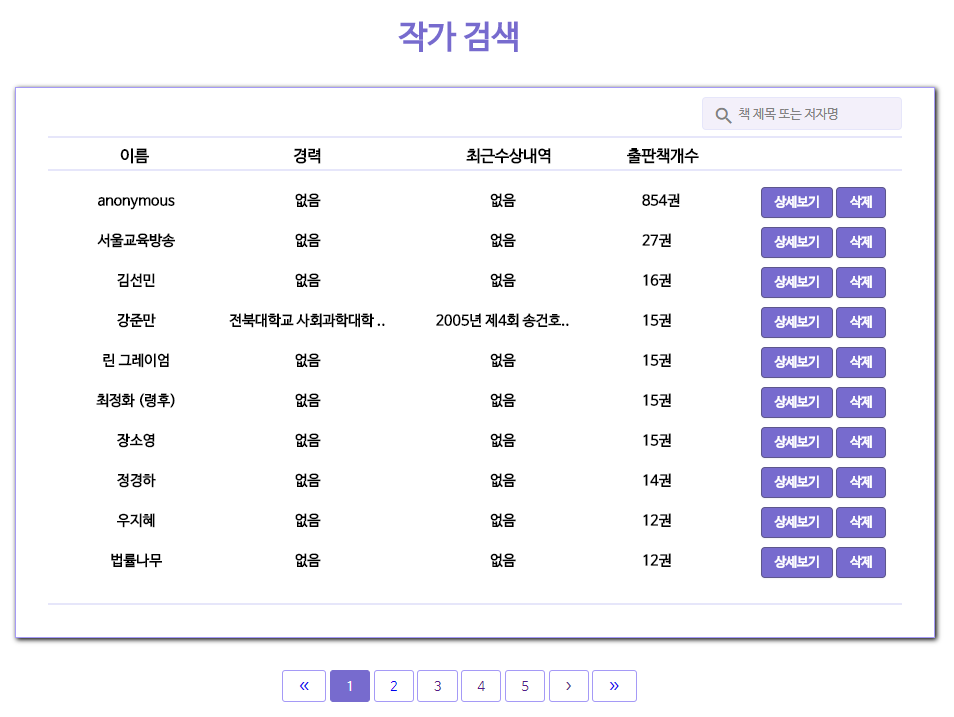 작가 검색
책 제목 또는 저자명
이름 경력 최근수상내역 출판책개수
anonymous 없음 없음 854권 상세보기 삭제
서울교육방송 없음 없음 27권 상세보기 삭제
김선민 없음 없음 16권 상세보기 삭제
강준만 전북대학교 사회과학대학 .. 2005년 제4회 송건호.. 15권 상세보기 삭제
린 그레이엄 없음 없음 15권 상세보기 삭제
최정화 (령후) 없음 없음 15권 상세보기 삭제
장소영 없음 없음 15권 상세보기 삭제
정경하 없음 없음 14권 상세보기 삭제
우지혜 없음 없음 12권 상세보기 삭제
법률나무 없음 없음 12권 상세보기 삭제
« 1 2 3 4 5 › »